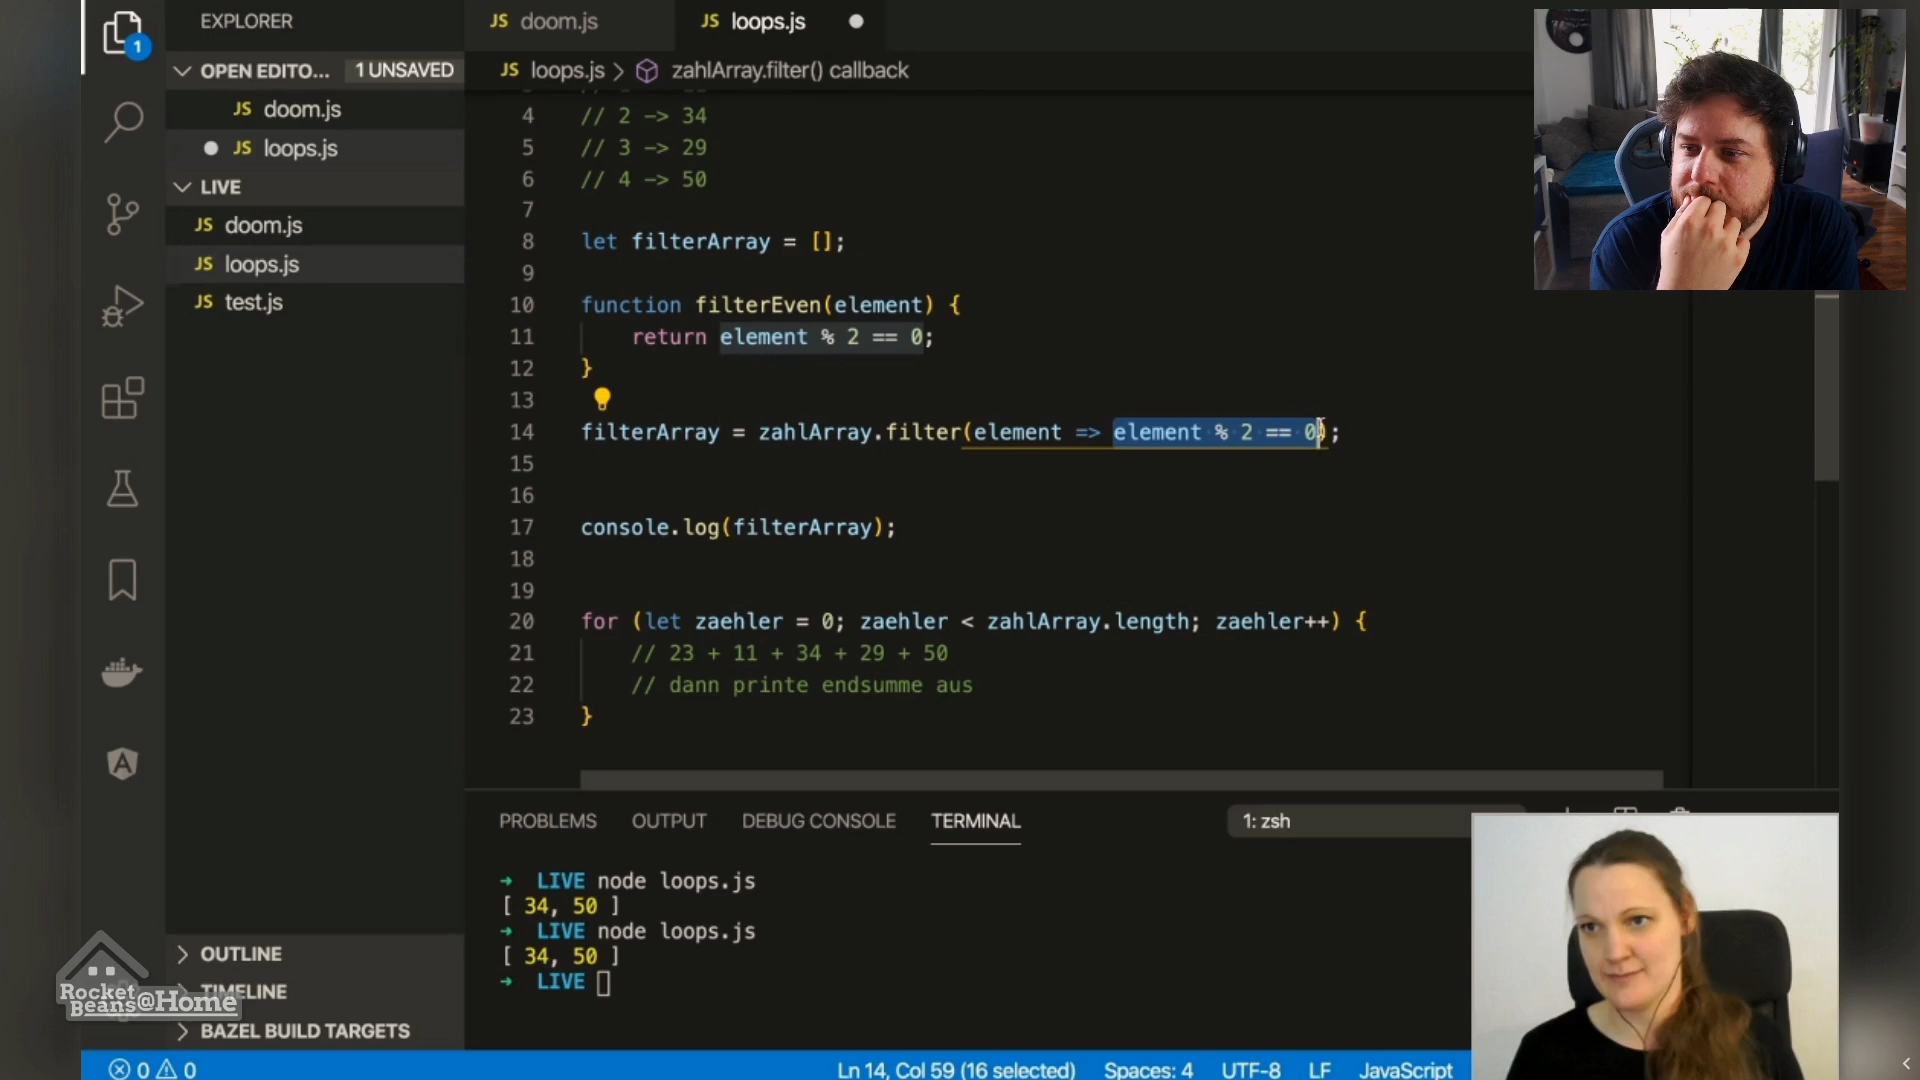 EXPLORER
OPEN EDITO... 1 UNSAVED
JS doom.js
JS loops.js
LIVE
JS doom.js
JS loops.js
JS test.js
OUTLINE
TIMELINE
BAZEL BUILD TARGETS
1
JS doom.js
JS loops.js
JS loops.js > zahlArray.filter() callback
4 // 2 -> 34
5 // 3 -> 29
6 // 4 -> 50
7
8 let filterArray = [];
9
10 function filterEven(element) {
11 return element % 2 == 0;
12 }
13
14 filterArray = zahlArray.filter(element => element % 2 == 0);
15
16
17 console.log(filterArray);
18
19
20 for (let zaehler = 0; zaehler < zahlArray.length; zaehler++) {
21 // 23 + 11 + 34 + 29 + 50
22 // dann printe endsumme aus
23 }
PROBLEMS OUTPUT DEBUG CONSOLE TERMINAL 1: zsh
➜ LIVE node loops.js
[ 34, 50 ]
➜ LIVE node loops.js
[ 34, 50 ]
➜ LIVE
Rocket
Beans@Home
0 0 Ln 14, Col 59 (16 selected) Spaces: 4 UTF-8 LF JavaScript